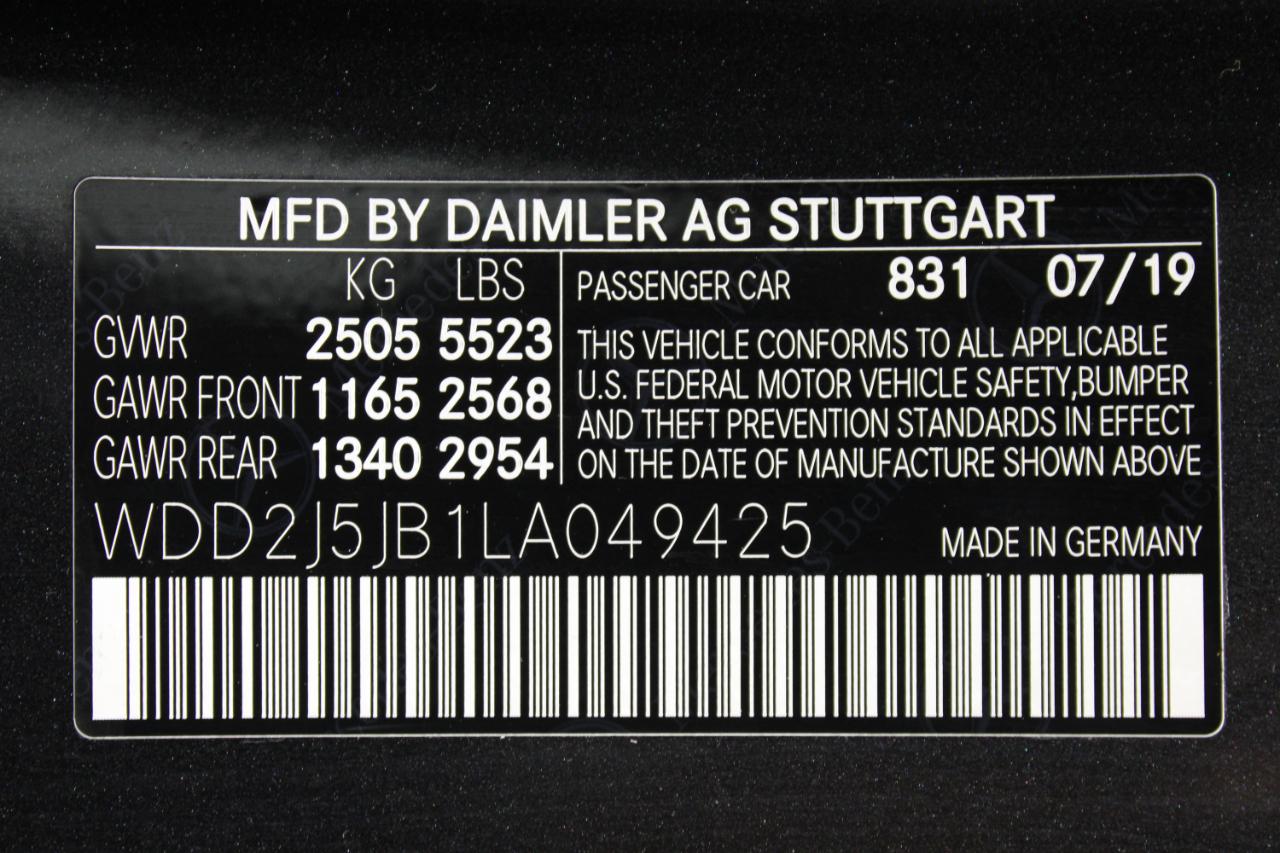 MFD BY DAIMLER AG STUTTGART
KG LBS
GVWR 2505 5523
GAWR FRONT 1165 2568
GAWR REAR 1340 2954
PASSENGER CAR 831 07/19
THIS VEHICLE CONFORMS TO ALL APPLICABLE
U.S. FEDERAL MOTOR VEHICLE SAFETY,BUMPER
AND THEFT PREVENTION STANDARDS IN EFFECT
ON THE DATE OF MANUFACTURE SHOWN ABOVE
WDD2J5JB1LA049425
MADE IN GERMANY